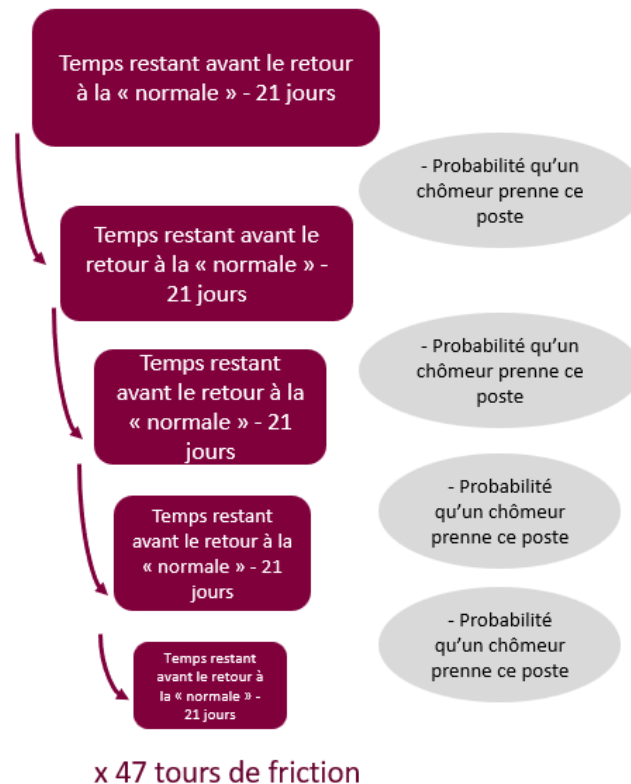 Temps restant avant le retour
à la « normale » - 21 jours
- Probabilité qu’un
chômeur prenne ce
poste
Temps restant avant le
retour à la « normale » -
21 jours
- Probabilité qu’un
chômeur prenne ce
poste
Temps restant
avant le retour à la
« normale » - 21
jours
- Probabilité
qu’un chômeur
prenne ce poste
Temps restant
avant le retour à la
« normale » - 21
jours
- Probabilité
qu’un chômeur
prenne ce poste
Temps restant
avant le retour à
la « normale » -
21 jours
x 47 tours de friction